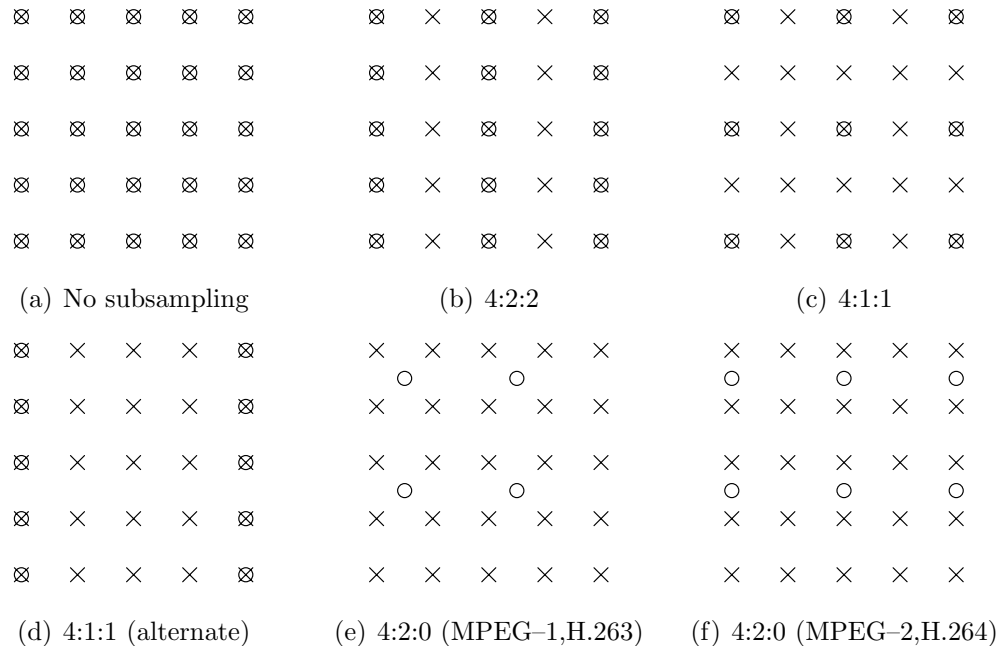 (a) No subsampling
(b) 4:2:2
(c) 4:1:1
(d) 4:1:1 (alternate)
(e) 4:2:0 (MPEG–1,H.263)
(f) 4:2:0 (MPEG–2,H.264)